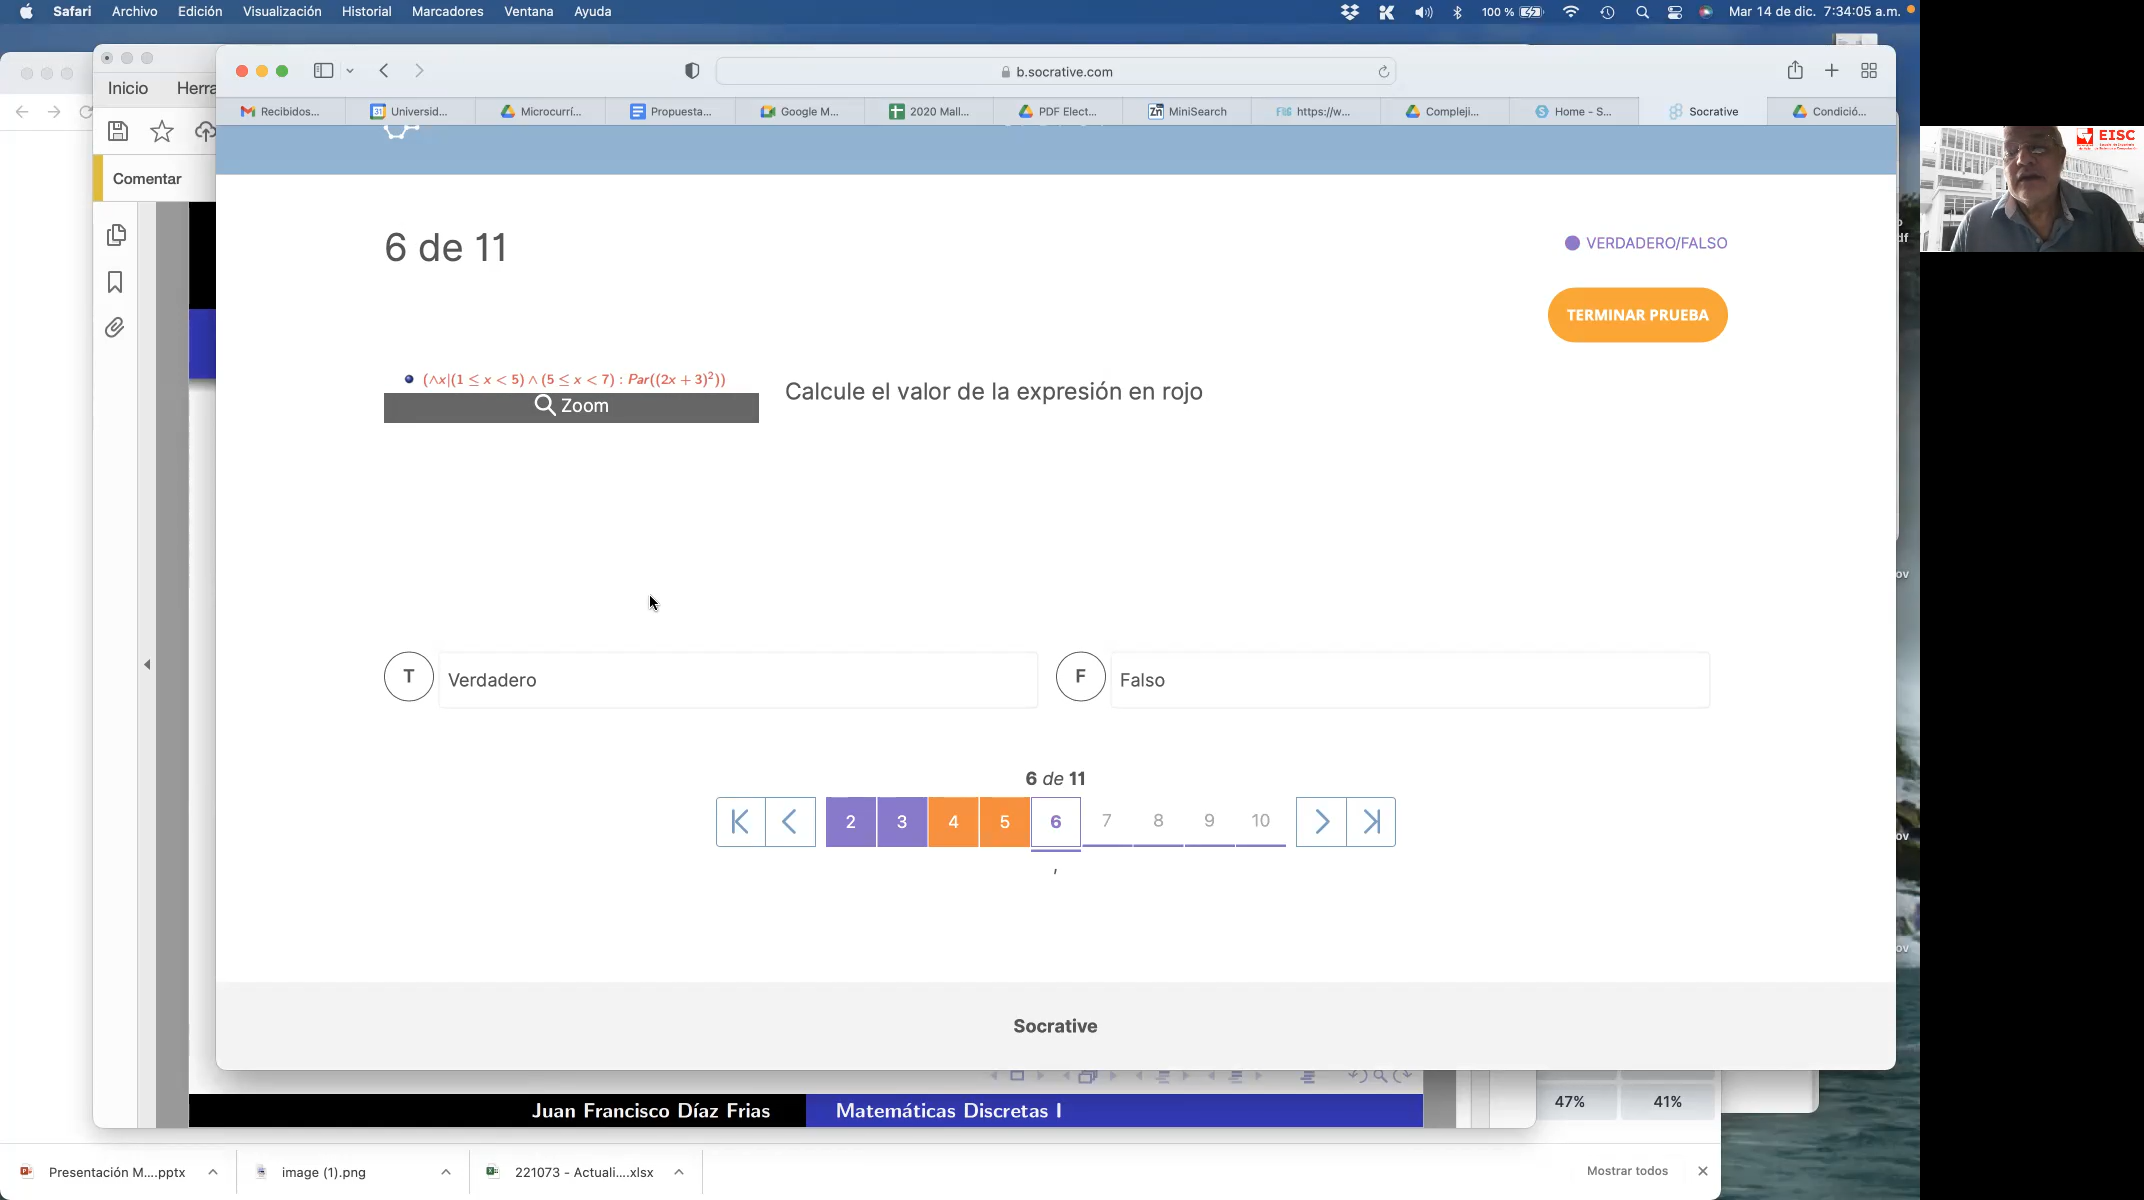 Safari Archivo Edición Visualización Historial Marcadores Ventana Ayuda 100 % Mar 14 de dic. 7:34:05 a.m.
b.socrative.com
Recibidos... Universid... Microcurrí... Propuesta... Google M... 2020 Mall... PDF Elect... MiniSearch https://w... Compleji... Home - S... Socrative Condició...
Inicio Herra
Comentar
EISC
6 de 11
VERDADERO/FALSO
TERMINAR PRUEBA
(∧x|(1 ≤ x < 5) ∧ (5 ≤ x < 7) : Par((2x + 3)²))
Zoom
Calcule el valor de la expresión en rojo
T Verdadero F Falso
6 de 11
2 3 4 5 6 7 8 9 10
,
Socrative
47% 41%
Juan Francisco Díaz Frias Matemáticas Discretas I
Presentación M....pptx image (1).png 221073 - Actuali....xlsx Mostrar todos
df
ov
ov
ov